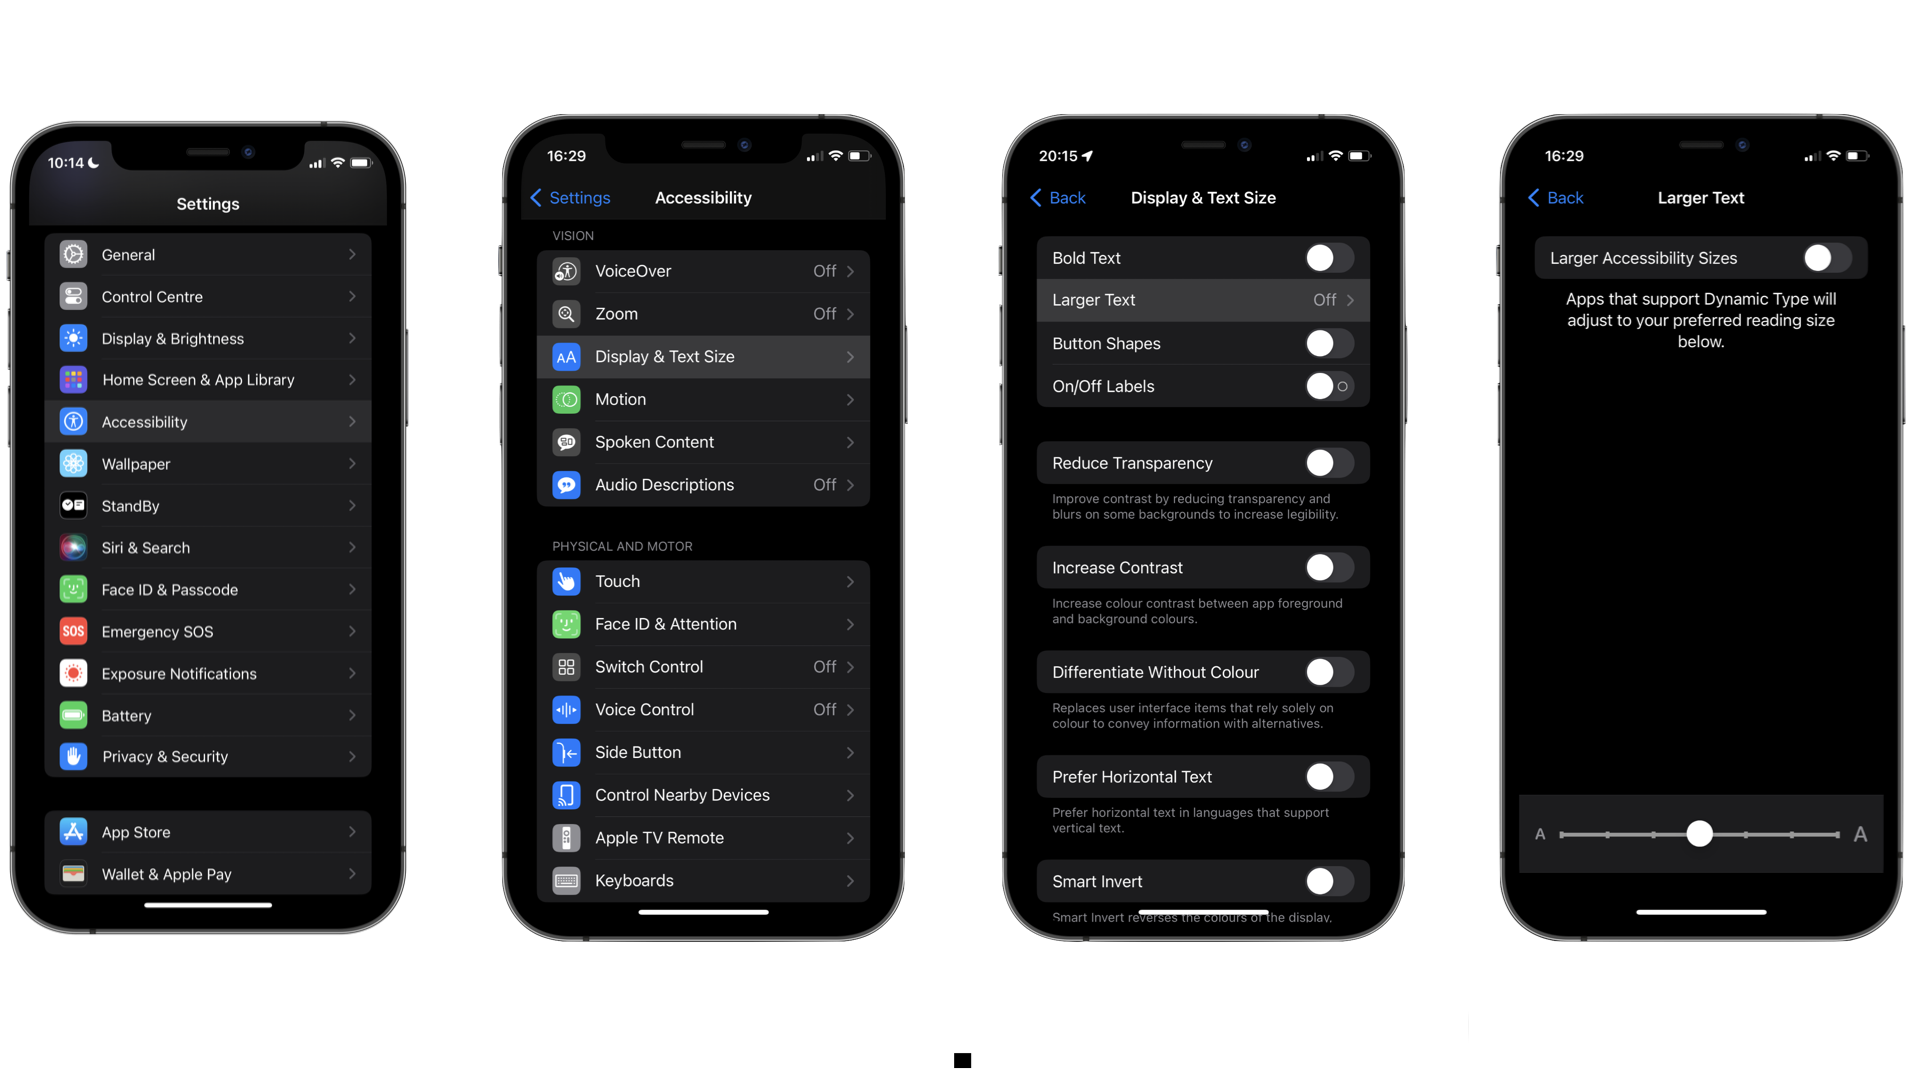 10:14
Settings
General
Control Centre
Display & Brightness
Home Screen & App Library
Accessibility
Wallpaper
StandBy
Siri & Search
Face ID & Passcode
SOS Emergency SOS
Exposure Notifications
Battery
Privacy & Security
App Store
Wallet & Apple Pay
16:29
Settings Accessibility
VISION
VoiceOver Off
Zoom Off
AA Display & Text Size
Motion
Spoken Content
Audio Descriptions Off
PHYSICAL AND MOTOR
Touch
Face ID & Attention
Switch Control Off
Voice Control Off
Side Button
Control Nearby Devices
Apple TV Remote
Keyboards
20:15
Back Display & Text Size
Bold Text
Larger Text Off
Button Shapes
On/Off Labels
Reduce Transparency
Improve contrast by reducing transparency and
blurs on some backgrounds to increase legibility.
Increase Contrast
Increase colour contrast between app foreground
and background colours.
Differentiate Without Colour
Replaces user interface items that rely solely on
colour to convey information with alternatives.
Prefer Horizontal Text
Prefer horizontal text in languages that support
vertical text.
Smart Invert
Smart Invert reverses the colours of the display.
16:29
Back Larger Text
Larger Accessibility Sizes
Apps that support Dynamic Type will
adjust to your preferred reading size
below.
A A